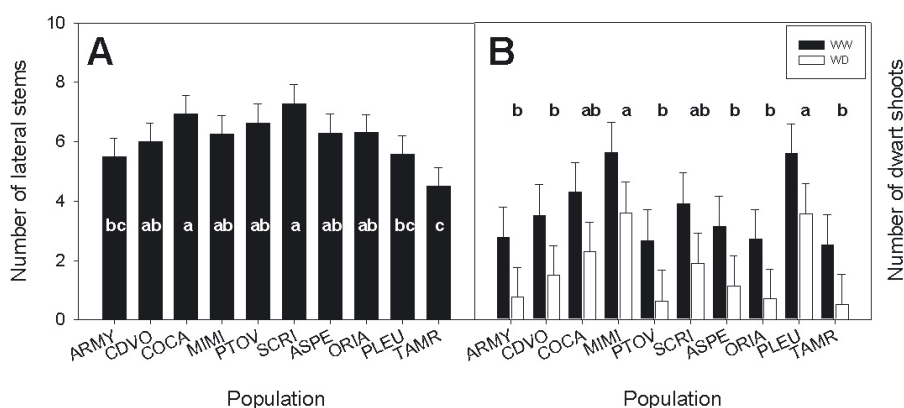 10
8
6
4
2
0
Number of lateral stems
A
bc ab a ab ab a ab ab bc c
ARMY CDVO COCA MIMI PTOV SCRI ASPE ORIA PLEU TAMR
Population
B
WW
WD
b b ab a b ab b b a b
ARMY CDVO COCA MIMI PTOV SCRI ASPE ORIA PLEU TAMR
Population
Number of dwart shoots